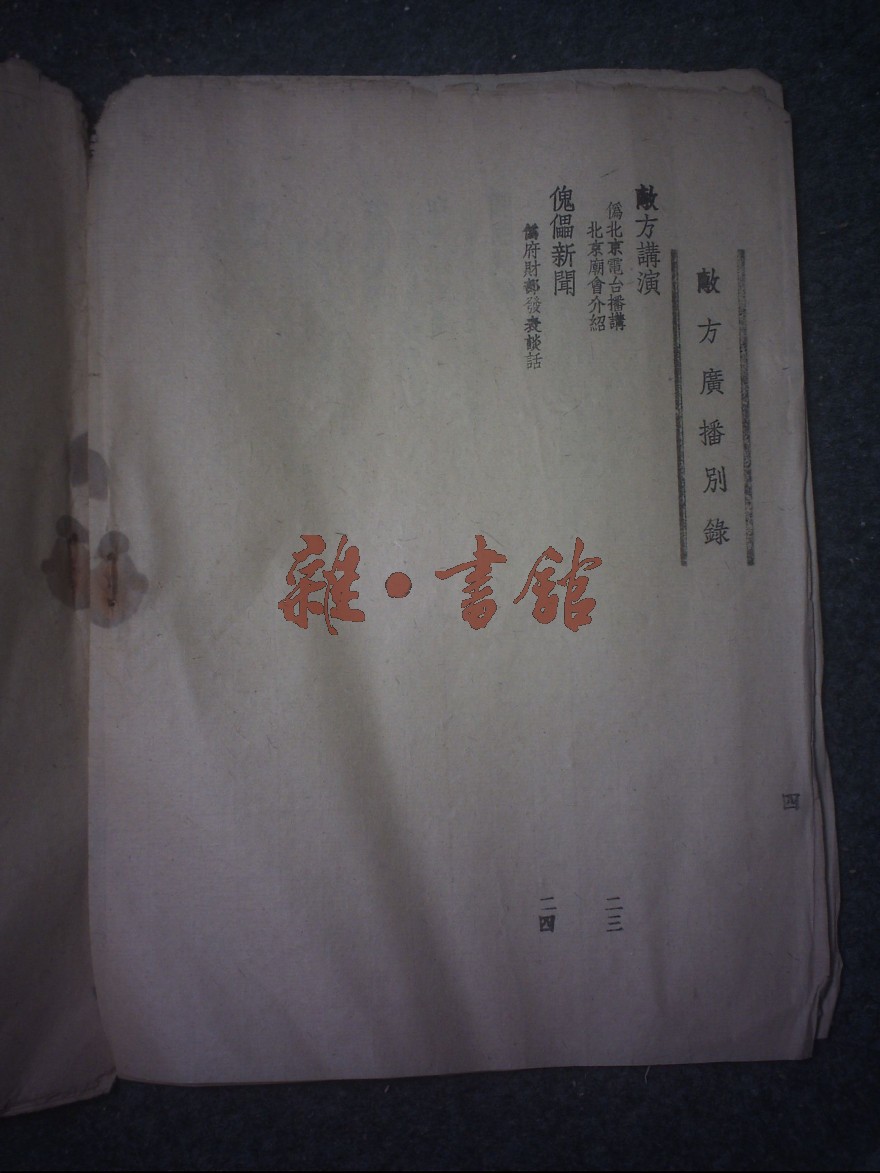 敵方廣播別錄
敵方講演
僞北京電台播講
北京廟會介紹
二三
傀儡新聞
僞府財部發表談話
二四
四
雜·書館